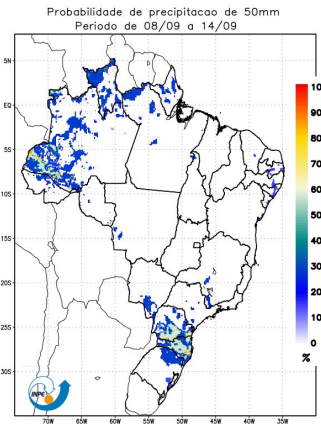 Probabilidade de precipitacao de 50mm
Periodo de 08/09 a 14/09
5N
EQ
5S
10S
15S
20S
25S
30S
70W
65W
60W
55W
50W
45W
40W
35W
10
90
80
70
60
50
40
30
20
10
0
%
INPE